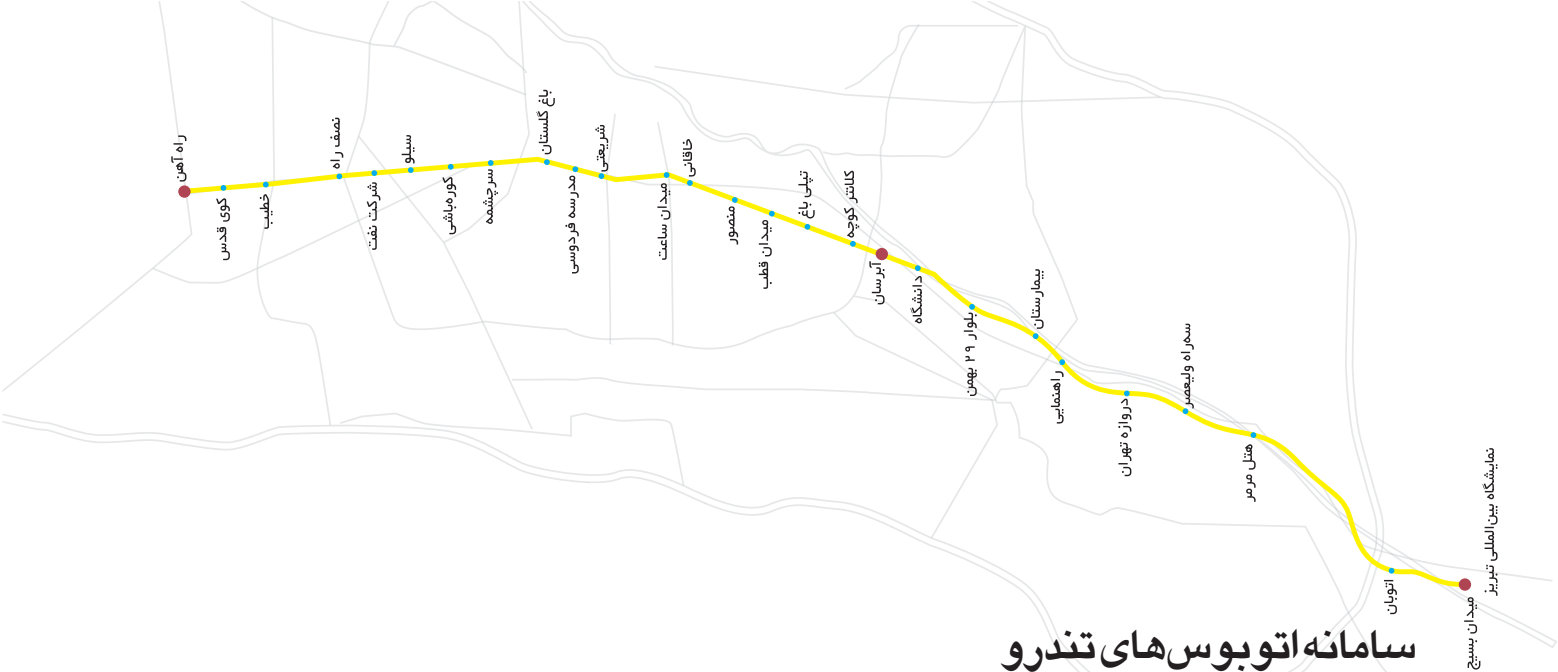 راه آهن
کوی قدس
خطیب
نصف راه
شرکت نفت
سیلو
کوره‌باشی
سرچشمه
باغ گلستان
مدرسه فردوسی
شریعتی
میدان ساعت
خاقانی
منصور
میدان قطب
تپلی باغ
کلانتر کوچه
آبرسان
دانشگاه
بلوار ۲۹ بهمن
بیمارستان
راهنمایی
دروازه تهران
سه‌راه ولیعصر
هتل مرمر
اتوبان
میدان بسیج
نمایشگاه بین‌المللی تبریز
سامانه اتوبوس‌های تندرو